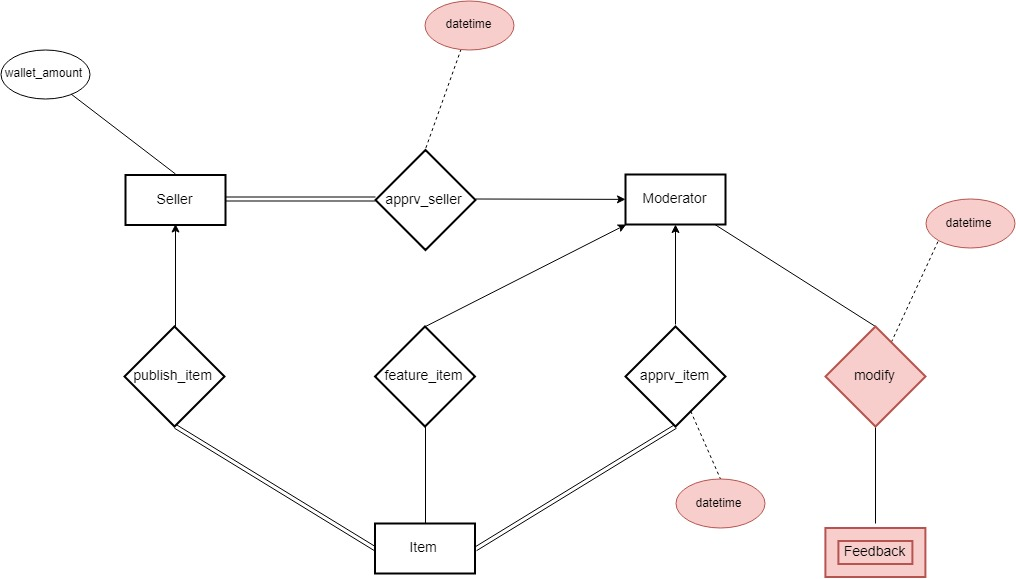 datetime
wallet_amount
Seller
apprv_seller
Moderator
datetime
publish_item
feature_item
apprv_item
modify
datetime
Item
Feedback